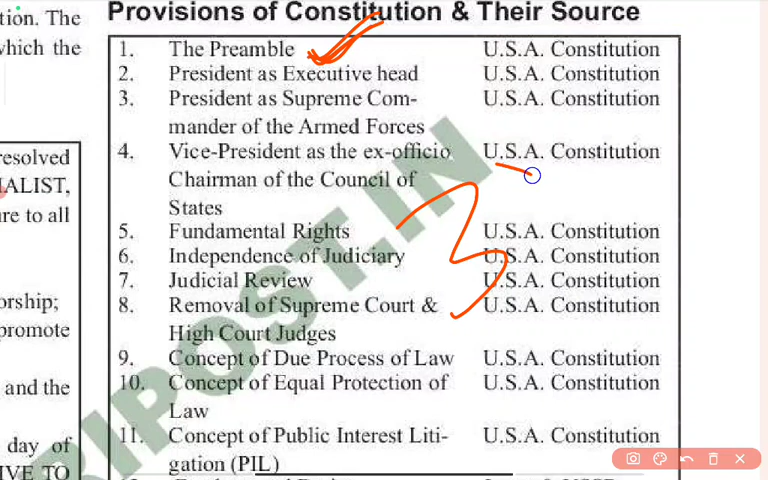 Provisions of Constitution & Their Source
tion. The
which the
1. The Preamble U.S.A. Constitution
2. President as Executive head U.S.A. Constitution
3. President as Supreme Com- U.S.A. Constitution
mander of the Armed Forces
4. Vice-President as the ex-officio U.S.A. Constitution
Chairman of the Council of
States
5. Fundamental Rights U.S.A. Constitution
6. Independence of Judiciary U.S.A. Constitution
7. Judicial Review U.S.A. Constitution
8. Removal of Supreme Court & U.S.A. Constitution
High Court Judges
9. Concept of Due Process of Law U.S.A. Constitution
10. Concept of Equal Protection of U.S.A. Constitution
Law
11. Concept of Public Interest Liti- U.S.A. Constitution
gation (PIL)
resolved
IALIST,
re to all
orship;
promote
and the
day of
IVE TO
RIPOST.IN